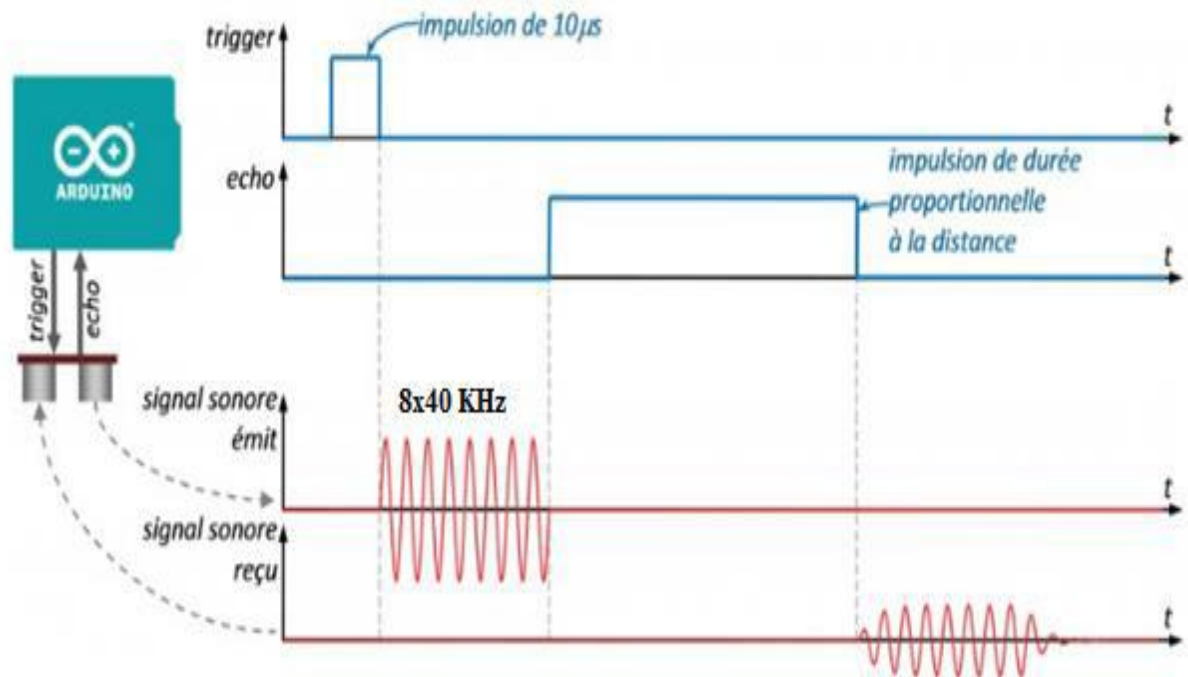 trigger
impulsion de 10µs
t
ARDUINO
echo
impulsion de durée
proportionnelle
à la distance
t
trigger
echo
signal sonore
émit
8x40 KHz
t
signal sonore
reçu
t